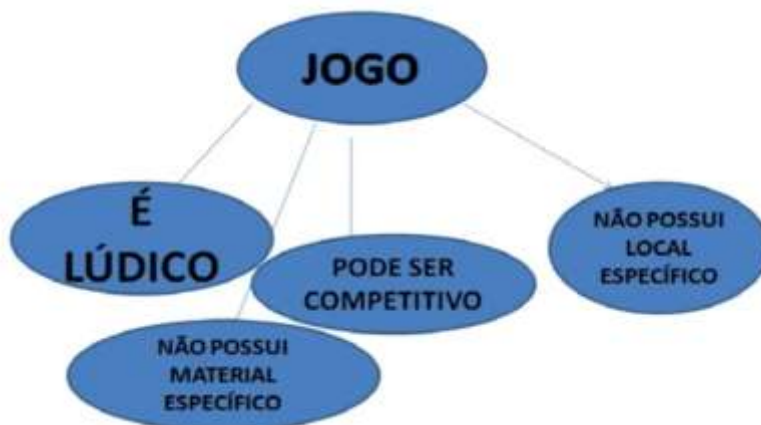 JOGO
É
LÚDICO
NÃO POSSUI
LOCAL
ESPECÍFICO
PODE SER
COMPETITIVO
NÃO POSSUI
MATERIAL
ESPECÍFICO